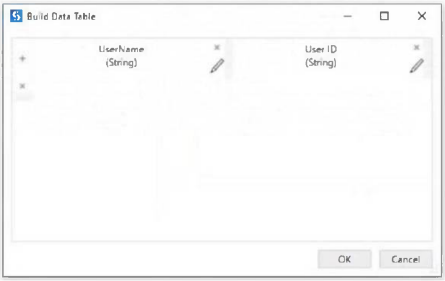 Build Data Table
UserName
(String)
User ID
(String)
OK
Cancel